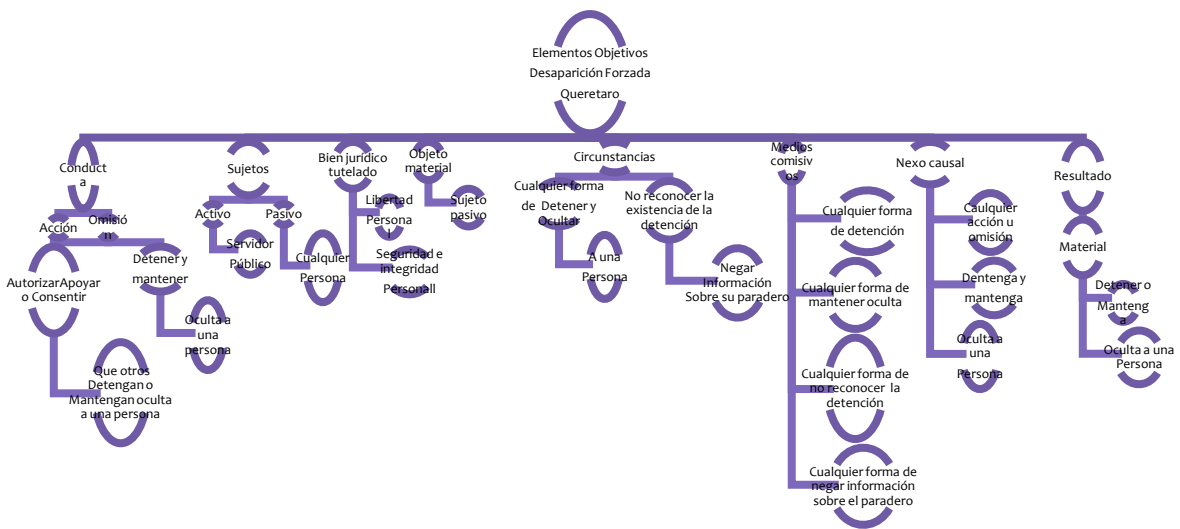 Elementos Objetivos
Desaparición Forzada
Queretaro
Conduct
a
Acción
Omisió
n
AutorizarApoyar
o Consentir
Que otros
Detengan o
Mantengan oculta
a una persona
Detener y
mantener
Oculta a
una
persona
Sujetos
Activo
Servidor
Público
Pasivo
Cualquier
Persona
Bien jurídico
tutelado
Libertad
Persona
l
Seguridad e
integridad
Personall
Objeto
material
Sujeto
pasivo
Circunstancias
Cualquier forma
de Detener y
Ocultar
A una
Persona
No reconocer la
existencia de la
detención
Negar
Información
Sobre su paradero
Medios
comisiv
os
Cualquier forma
de detención
Cualquier forma de
mantener oculta
Cualquier forma de
no reconocer la
detención
Cualquier forma de
negar información
sobre el paradero
Nexo causal
Caulquier
acción u
omisión
Dentenga y
mantenga
Oculta a
una
Persona
Resultado
Material
Detener o
Manteng
a
Oculta a una
Persona